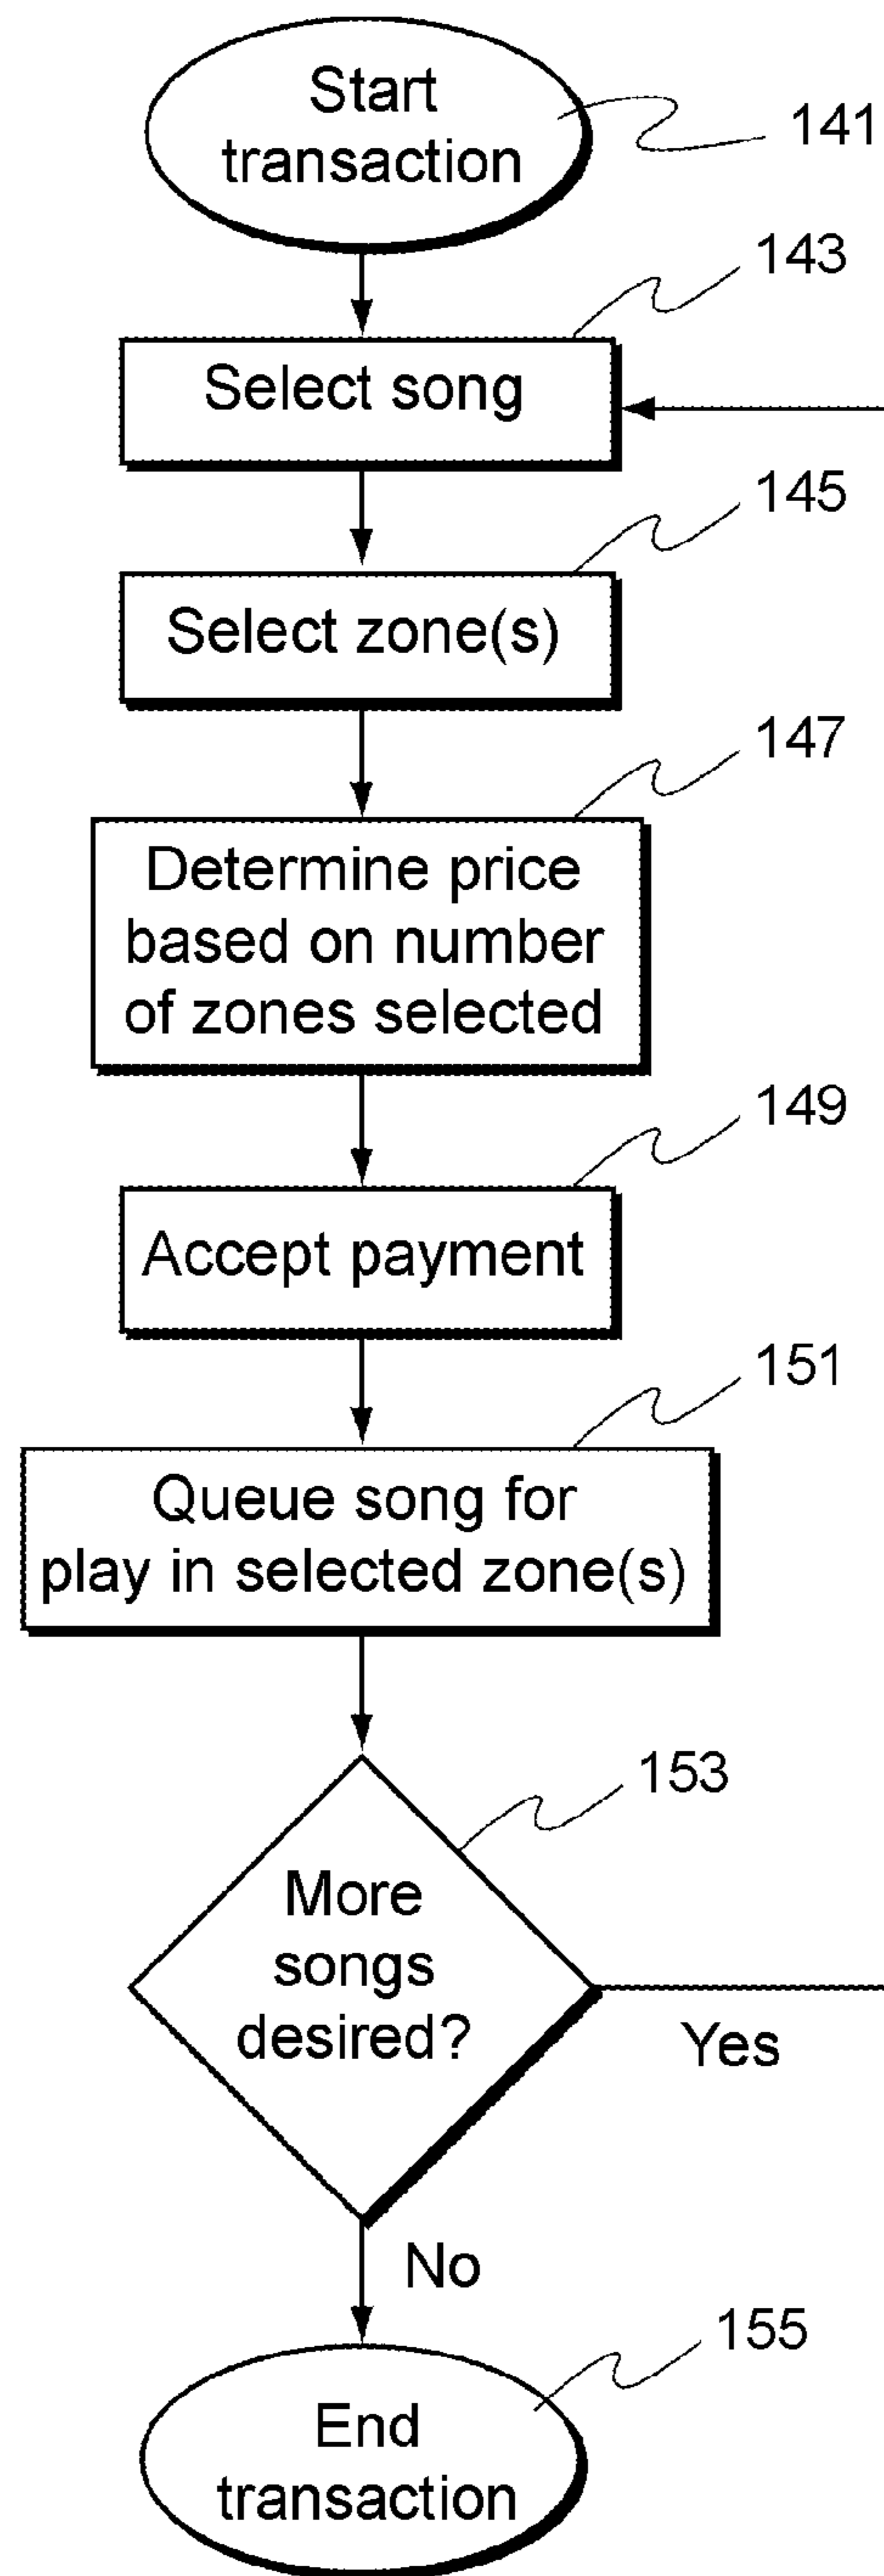 Start
transaction
141
143
Select song
145
Select zone(s)
147
Determine price
based on number
of zones selected
149
Accept payment
151
Queue song for
play in selected zone(s)
153
More
songs
desired?
Yes
No
155
End
transaction